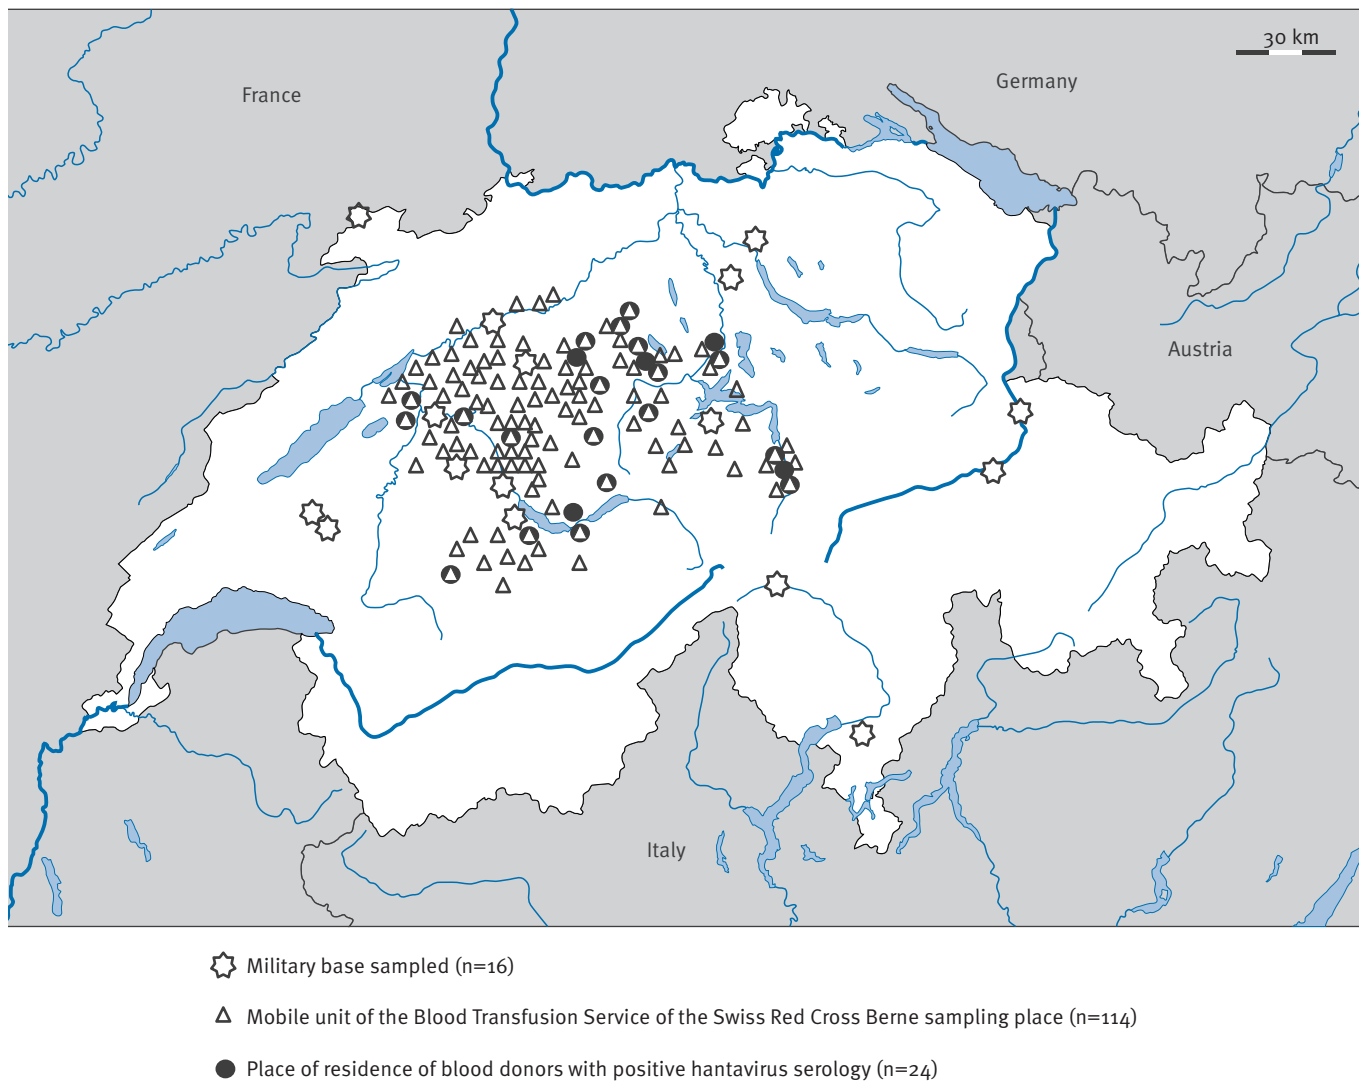 30 km
France
Germany
Austria
Italy
Military base sampled (n=16)
Mobile unit of the Blood Transfusion Service of the Swiss Red Cross Berne sampling place (n=114)
Place of residence of blood donors with positive hantavirus serology (n=24)